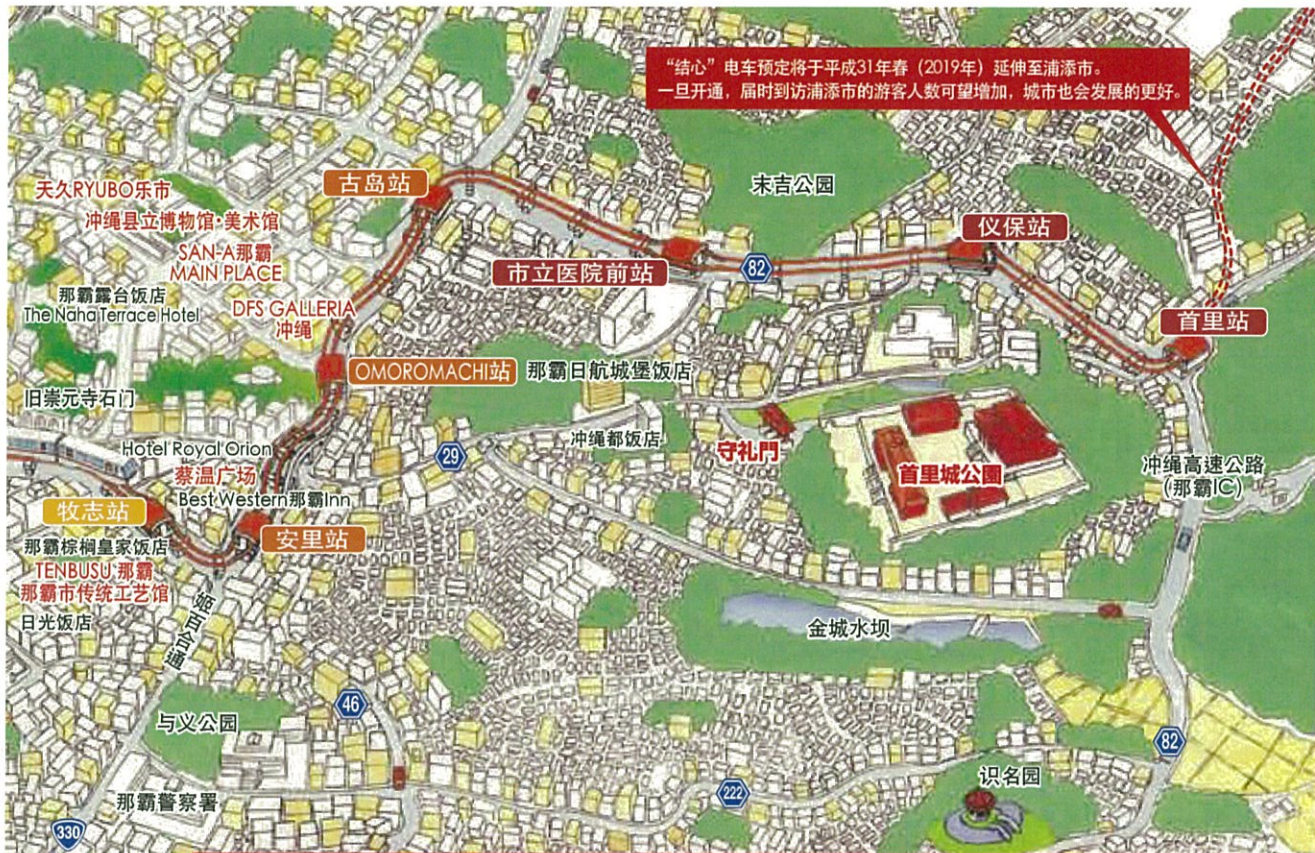 “结心”电车预定将于平成31年春（2019年）延伸至浦添市。
一旦开通，届时到访浦添市的游客人数可望增加，城市也会发展的更好。
古岛站
天久RYUBO乐市
冲绳县立博物馆·美术馆
SAN-A那霸
MAIN PLACE
那霸露台饭店
The Naha Terrace Hotel
DFS GALLERIA
冲绳
末吉公园
仪保站
市立医院前站
82
首里站
OMOROMACHI站
那霸日航城堡饭店
旧崇元寺石门
Hotel Royal Orion
蔡温广场
Best Western那霸Inn
29
冲绳都饭店
守礼門
首里城公園
冲绳高速公路
(那霸IC)
牧志站
安里站
那霸棕榈皇家饭店
TENBUSU 那霸
那霸市传统工艺馆
日光饭店
姬百合通
金城水坝
与义公园
46
82
那霸警察署
222
识名园
330